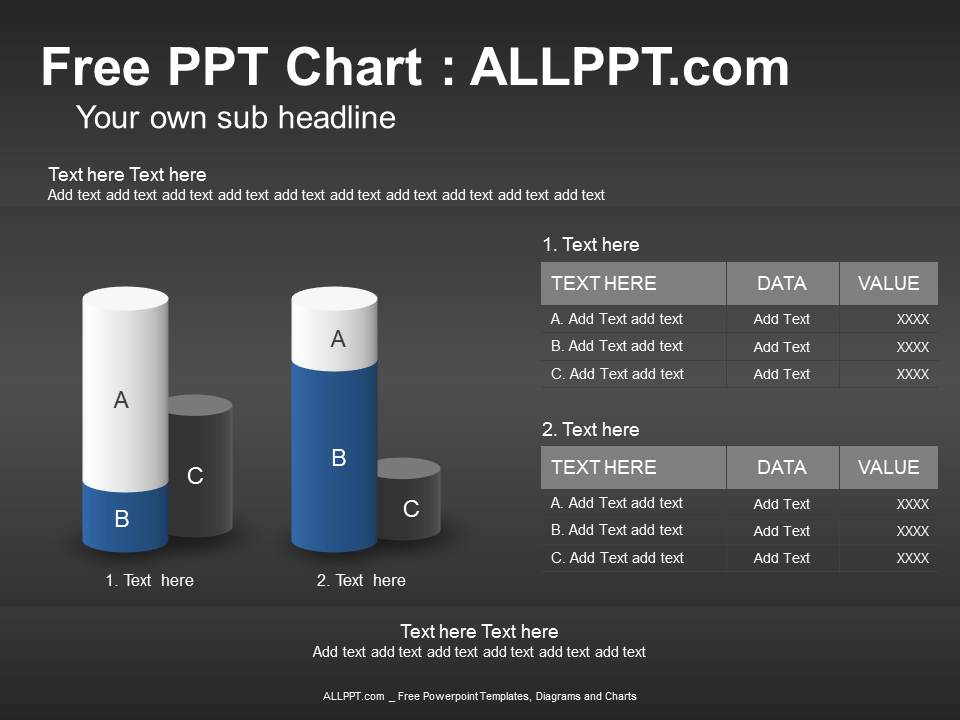 Free PPT Chart : ALLPPT.com
Your own sub headline
Text here Text here
Add text add text add text add text add text add text add text add text add text add text
A
B
C
1. Text here
A
B
C
2. Text here
1. Text here
TEXT HERE DATA VALUE
A. Add Text add text Add Text XXXX
B. Add Text add text Add Text XXXX
C. Add Text add text Add Text XXXX
2. Text here
TEXT HERE DATA VALUE
A. Add Text add text Add Text XXXX
B. Add Text add text Add Text XXXX
C. Add Text add text Add Text XXXX
Text here Text here
Add text add text add text add text add text add text
ALLPPT.com _ Free Powerpoint Templates, Diagrams and Charts